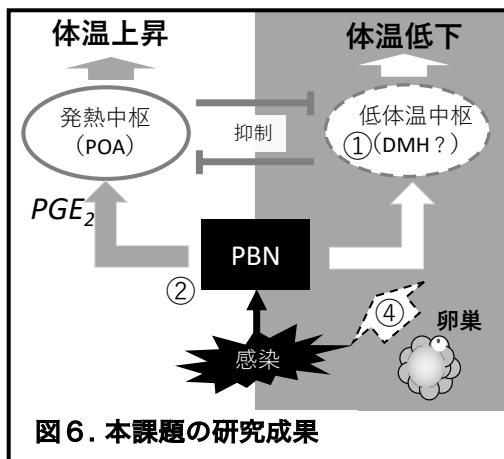 体温上昇
体温低下
発熱中枢
(POA)
抑制
低体温中枢
①(DMH？)
PGE2
PBN
②
④
感染
卵巣
図６. 本課題の研究成果